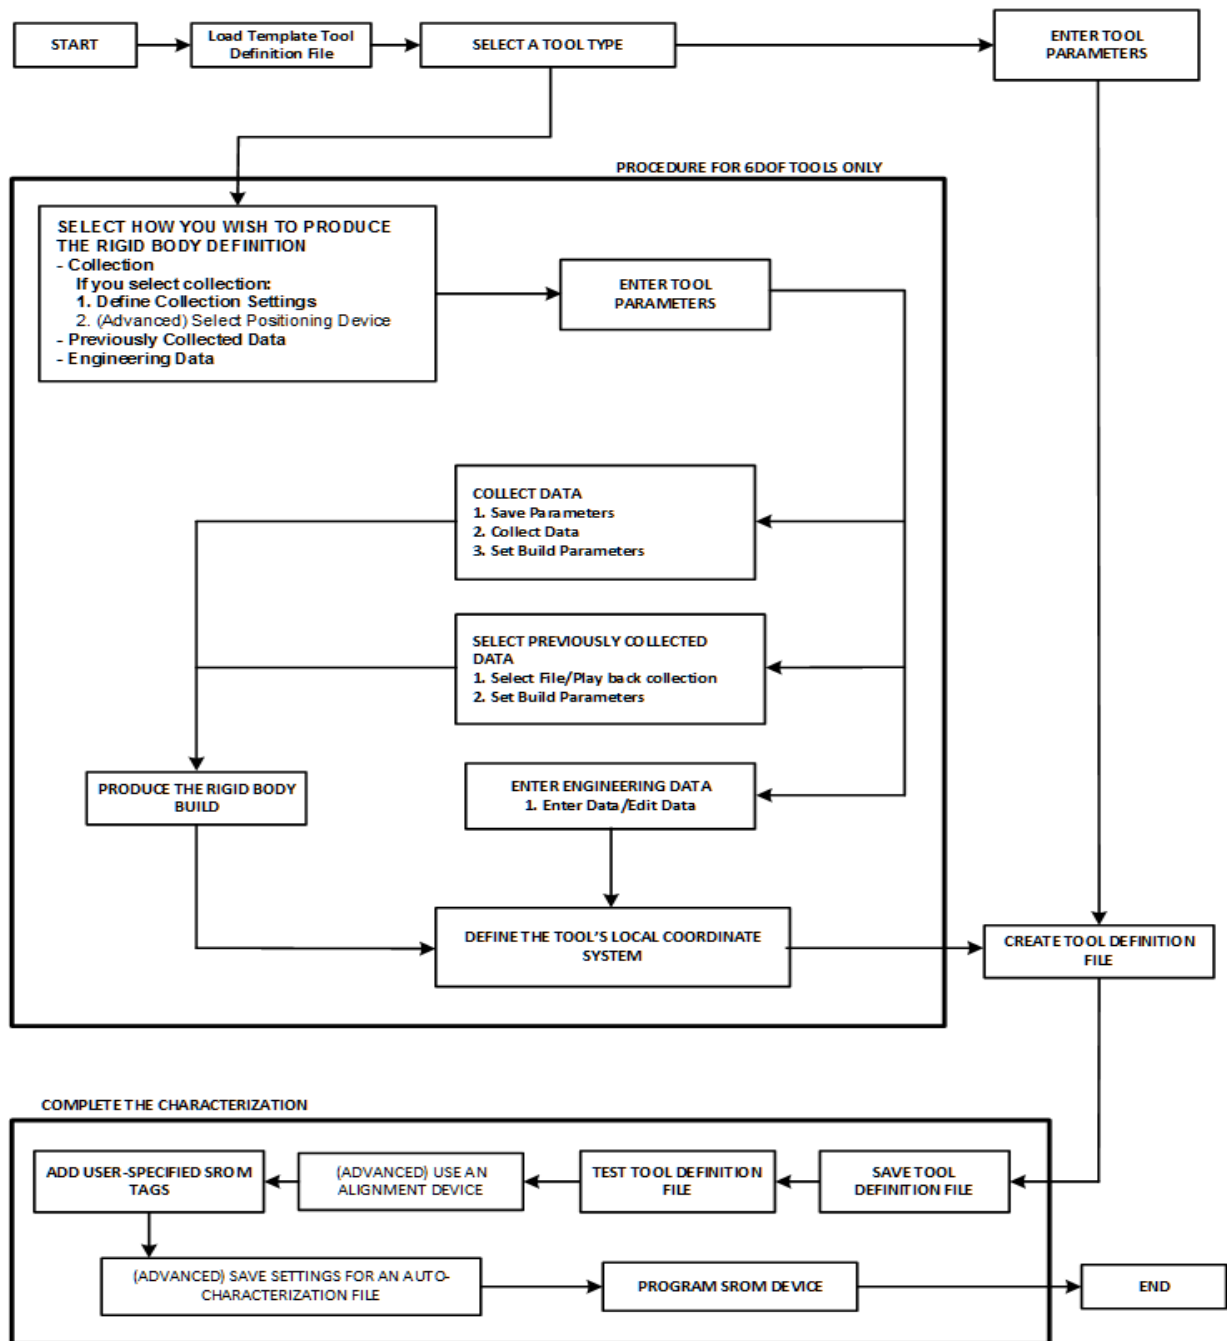 START
Load Template Tool
Definition File
SELECT A TOOL TYPE
ENTER TOOL
PARAMETERS
PROCEDURE FOR 6DOF TOOLS ONLY
SELECT HOW YOU WISH TO PRODUCE
THE RIGID BODY DEFINITION
- Collection
If you select collection:
1. Define Collection Settings
2. (Advanced) Select Positioning Device
- Previously Collected Data
- Engineering Data
ENTER TOOL
PARAMETERS
COLLECT DATA
1. Save Parameters
2. Collect Data
3. Set Build Parameters
SELECT PREVIOUSLY COLLECTED
DATA
1. Select File/Play back collection
2. Set Build Parameters
PRODUCE THE RIGID BODY
BUILD
ENTER ENGINEERING DATA
1. Enter Data/Edit Data
DEFINE THE TOOL'S LOCAL COORDINATE
SYSTEM
CREATE TOOL DEFINITION
FILE
COMPLETE THE CHARACTERIZATION
ADD USER-SPECIFIED SROM
TAGS
(ADVANCED) USE AN
ALIGNMENT DEVICE
TEST TOOL DEFINITION
FILE
SAVE TOOL
DEFINITION FILE
(ADVANCED) SAVE SETTINGS FOR AN AUTO-
CHARACTERIZATION FILE
PROGRAM SROM DEVICE
END